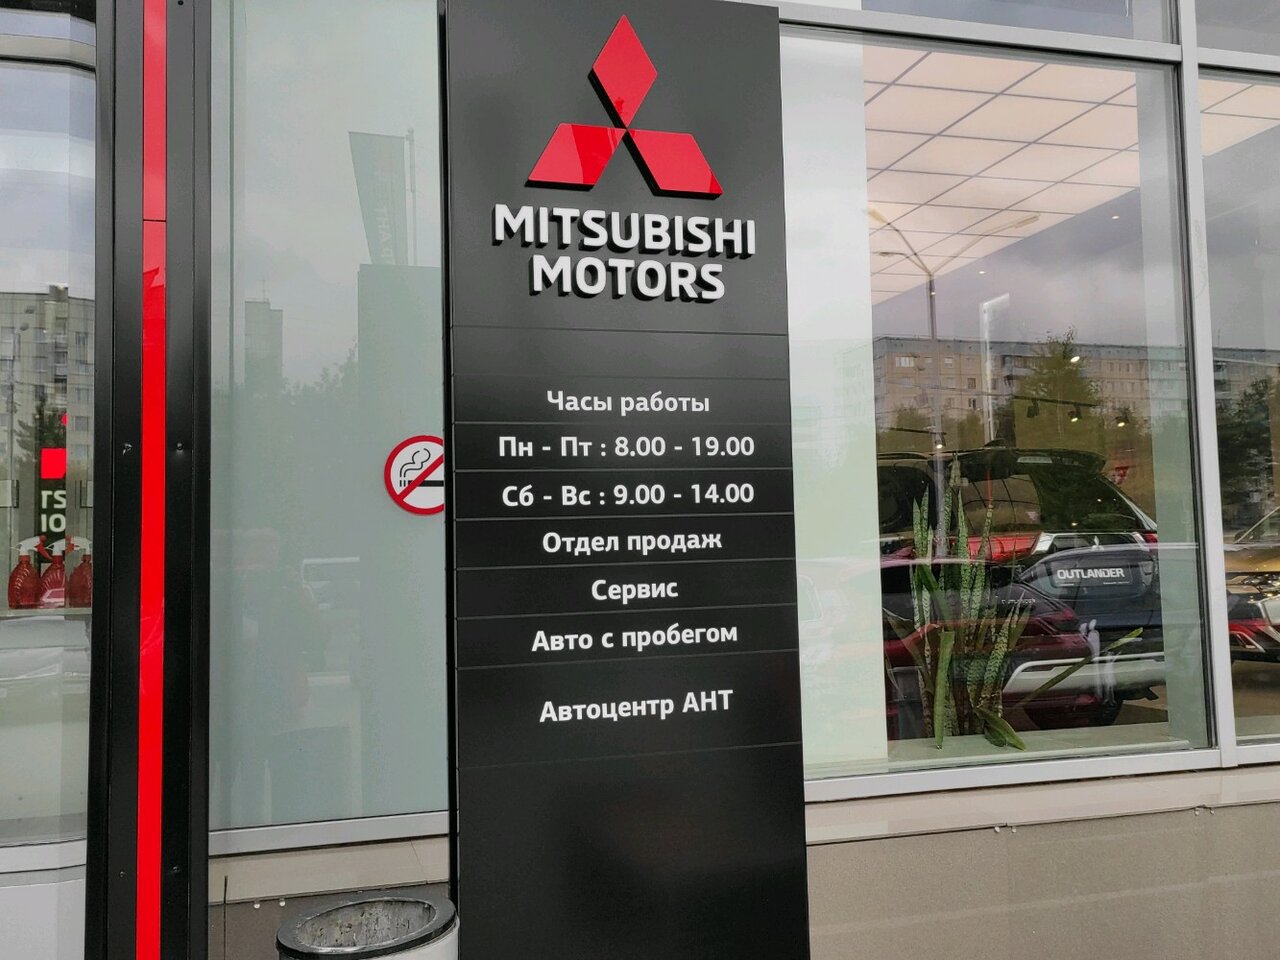 MITSUBISHI
MOTORS
Часы работы
Пн - Пт : 8.00 - 19.00
Сб - Вс : 9.00 - 14.00
Отдел продаж
Сервис
Авто с пробегом
Автоцентр АНТ
OUTLANDER